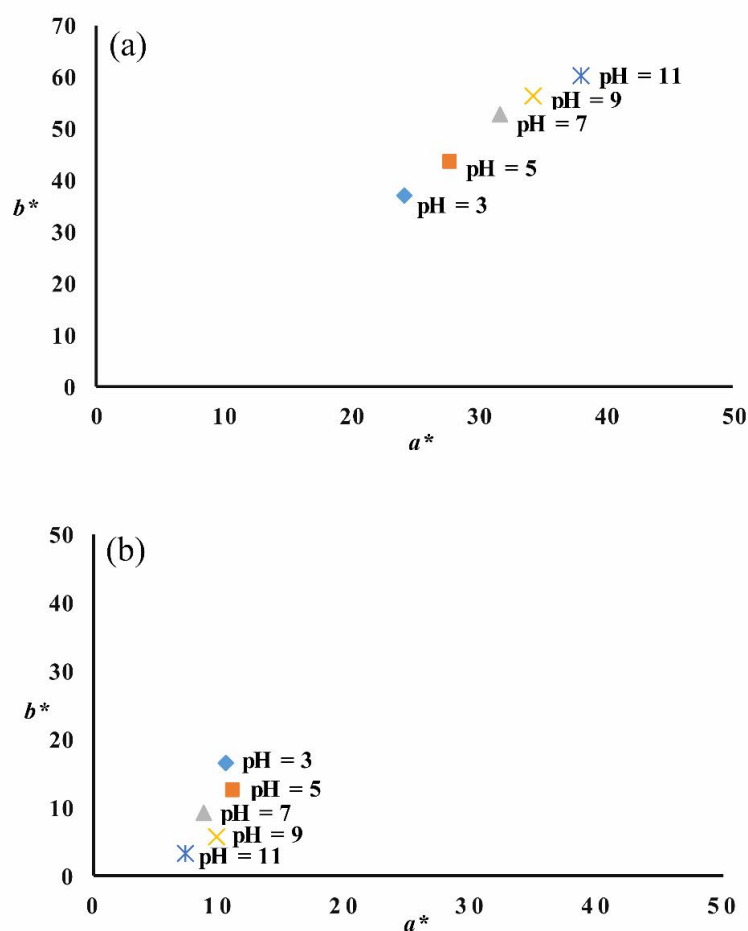 (a)
70
60
50
40
30
20
10
0
b*
pH = 11
pH = 9
pH = 7
pH = 5
pH = 3
0 10 20 30 40 50
a*
(b)
50
40
30
20
10
0
b*
pH = 3
pH = 5
pH = 7
pH = 9
pH = 11
0 10 20 30 40 50
a*